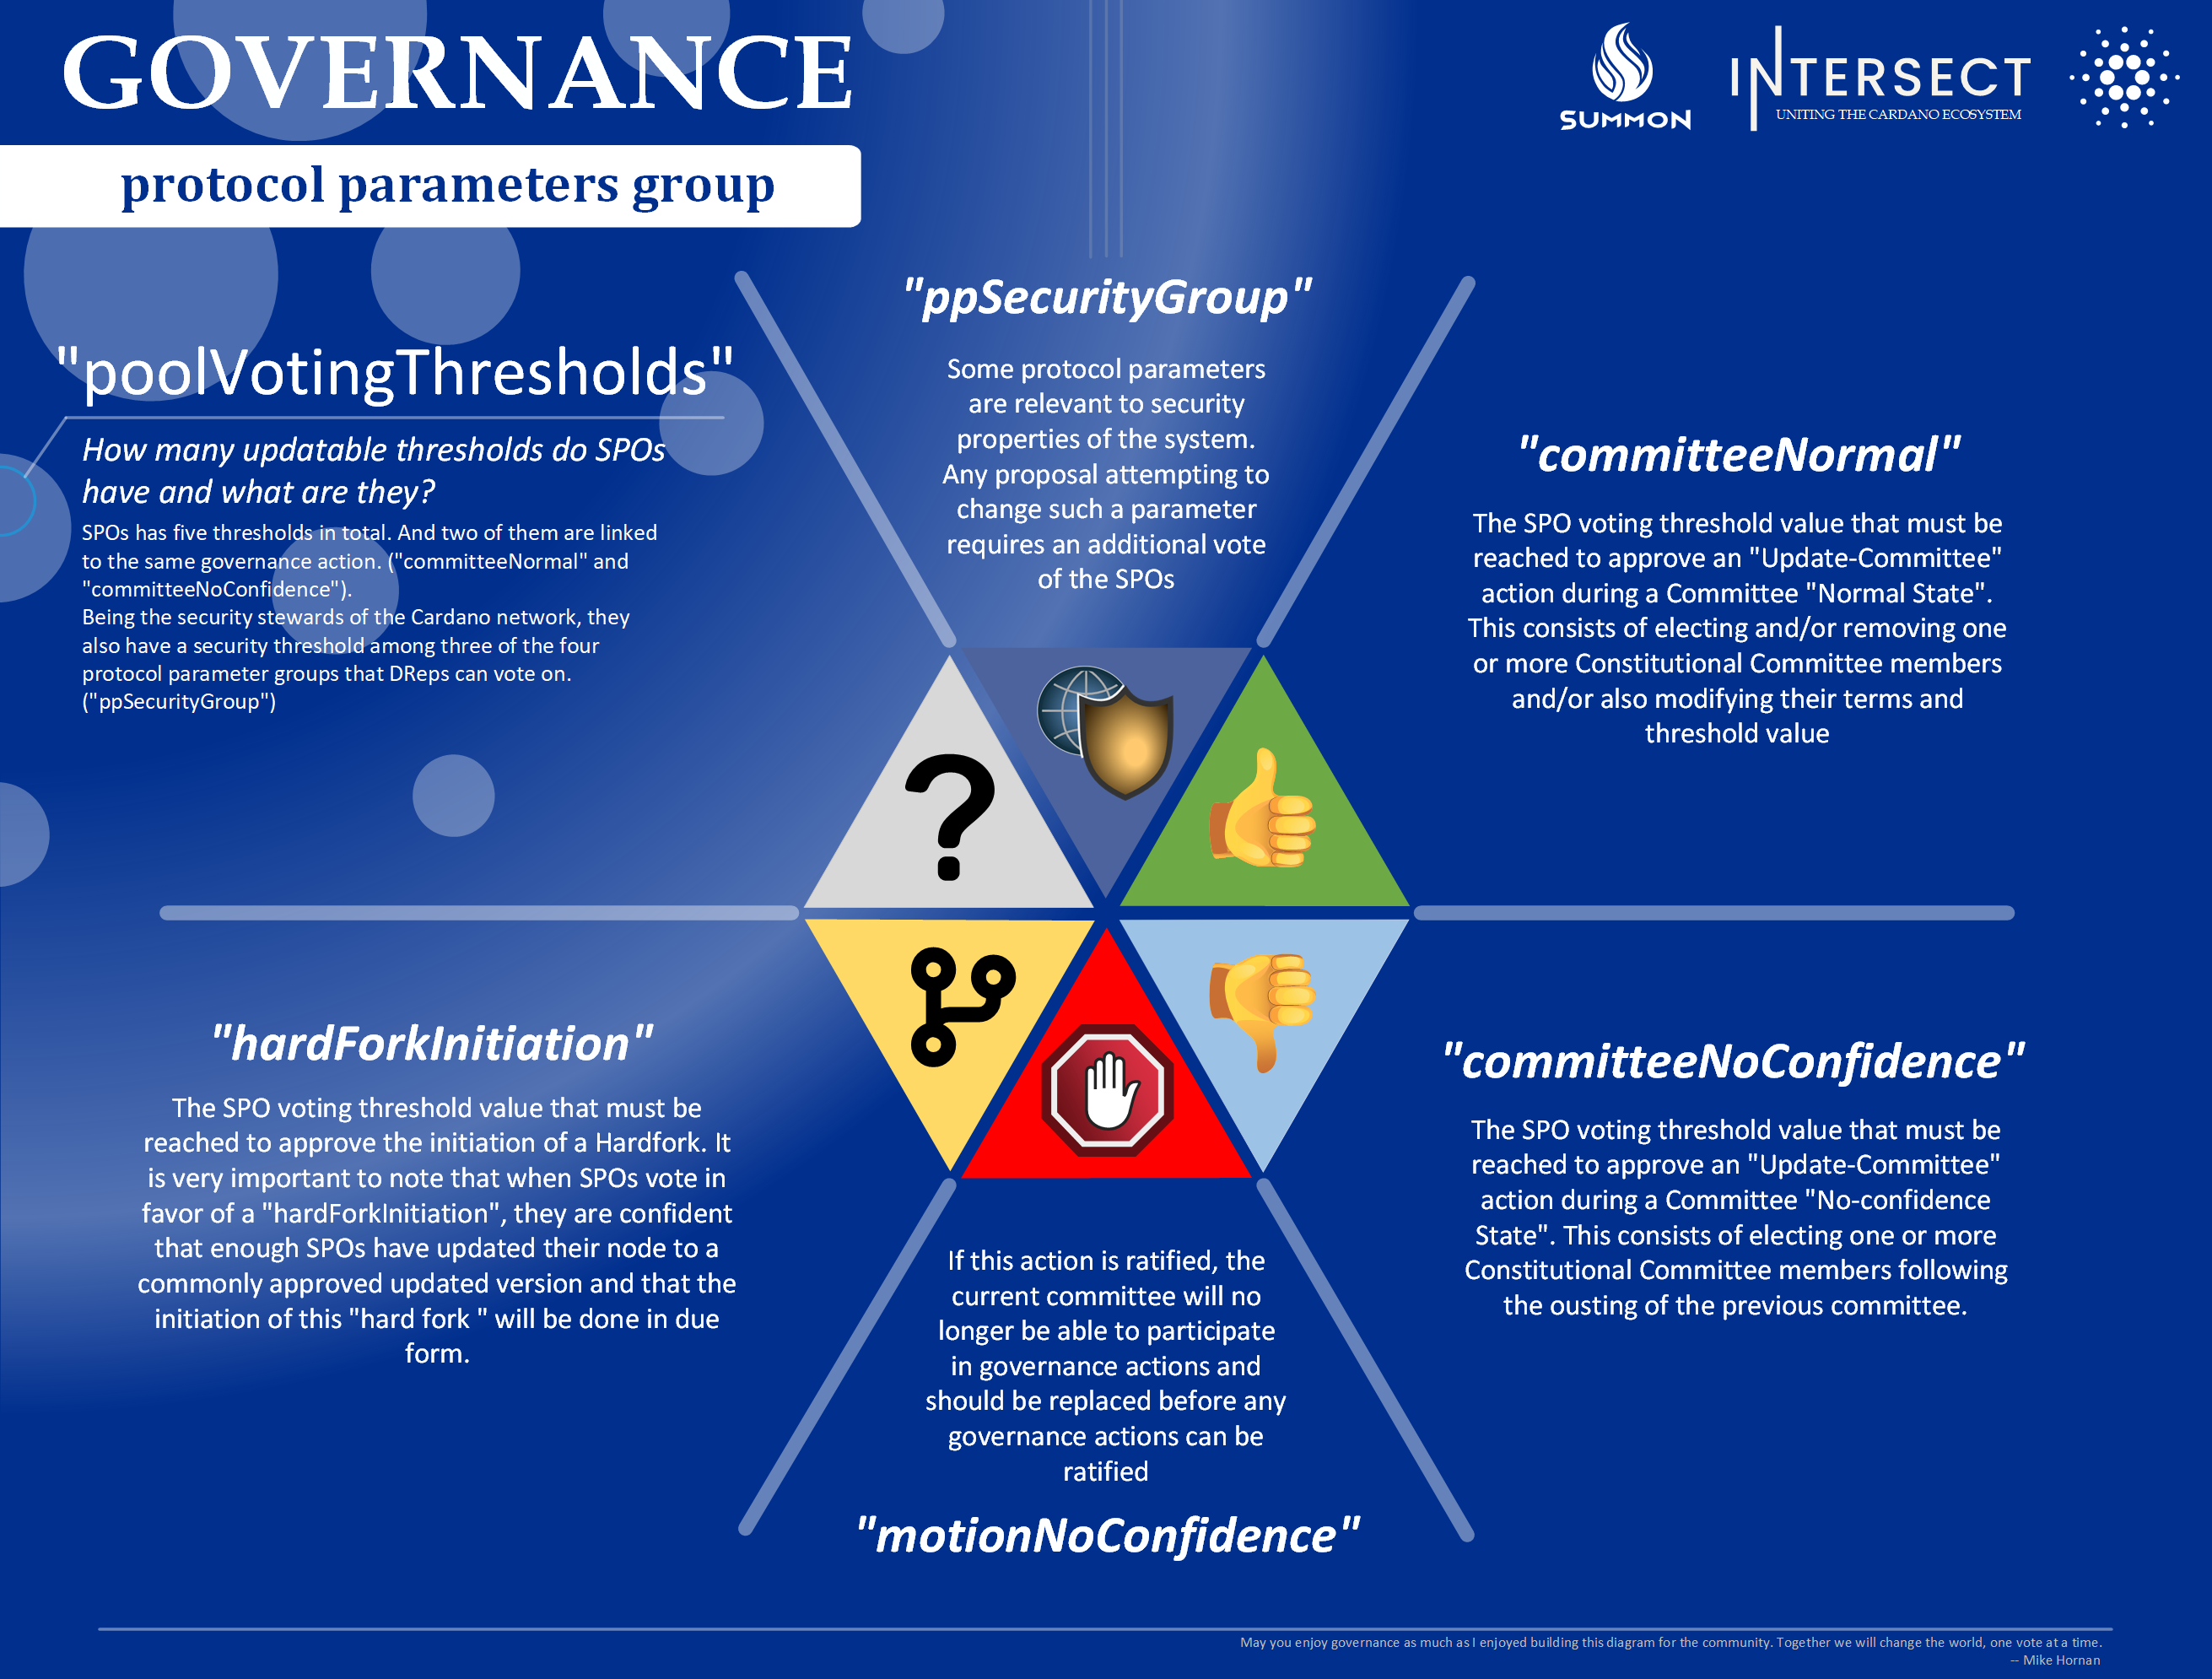 GOVERNANCE
protocol parameters group
SUMMON
INTERSECT
UNITING THE CARDANO ECOSYSTEM
"poolVotingThresholds"
How many updatable thresholds do SPOs
have and what are they?
SPOs has five thresholds in total. And two of them are linked
to the same governance action. ("committeeNormal" and
"committeeNoConfidence").
Being the security stewards of the Cardano network, they
also have a security threshold among three of the four
protocol parameter groups that DReps can vote on.
("ppSecurityGroup")
"ppSecurityGroup"
Some protocol parameters
are relevant to security
properties of the system.
Any proposal attempting to
change such a parameter
requires an additional vote
of the SPOs
"committeeNormal"
The SPO voting threshold value that must be
reached to approve an "Update-Committee"
action during a Committee "Normal State".
This consists of electing and/or removing one
or more Constitutional Committee members
and/or also modifying their terms and
threshold value
?
"hardForkInitiation"
The SPO voting threshold value that must be
reached to approve the initiation of a Hardfork. It
is very important to note that when SPOs vote in
favor of a "hardForkInitiation", they are confident
that enough SPOs have updated their node to a
commonly approved updated version and that the
initiation of this "hard fork " will be done in due
form.
If this action is ratified, the
current committee will no
longer be able to participate
in governance actions and
should be replaced before any
governance actions can be
ratified
"motionNoConfidence"
"committeeNoConfidence"
The SPO voting threshold value that must be
reached to approve an "Update-Committee"
action during a Committee "No-confidence
State". This consists of electing one or more
Constitutional Committee members following
the ousting of the previous committee.
May you enjoy governance as much as I enjoyed building this diagram for the community. Together we will change the world, one vote at a time.
-- Mike Hornan